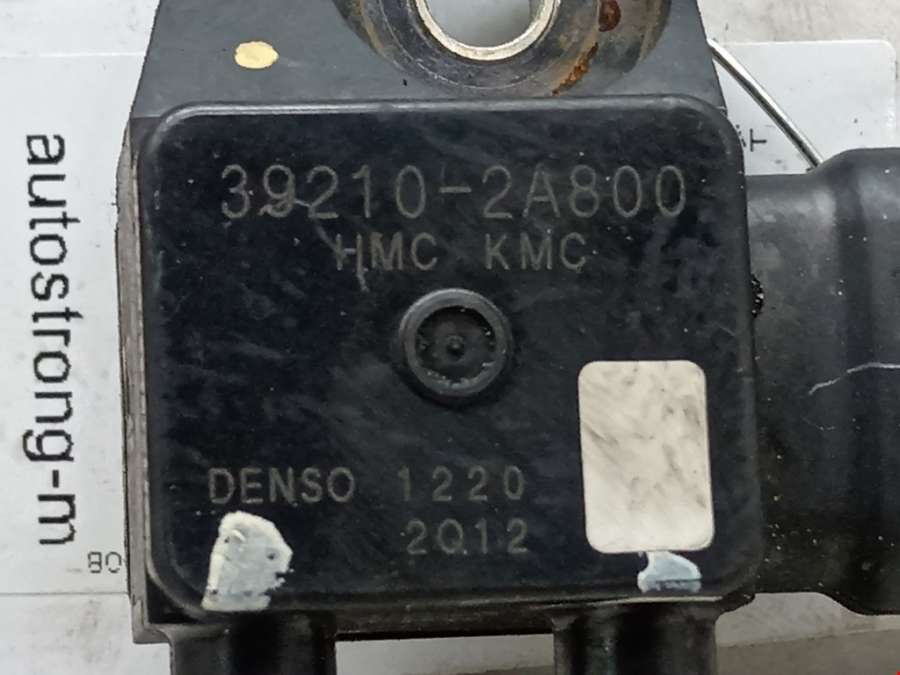 39210-2A800
HMC KMC
DENSO 1220
2Q12
autostrong-m